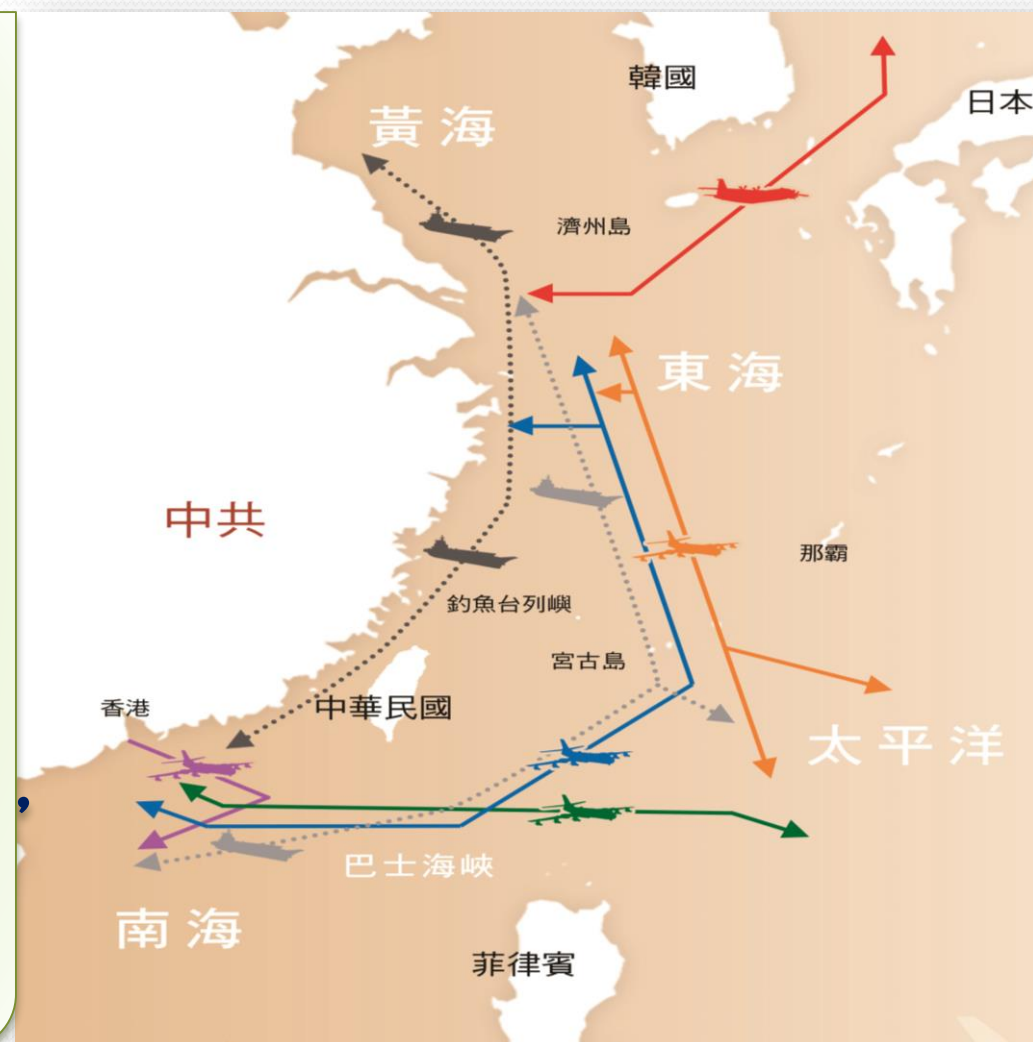 韓國
日本
黃海
濟州島
東海
中共
那霸
釣魚台列嶼
宮古島
香港
中華民國
太平洋
，
巴士海峽
南海
菲律賓